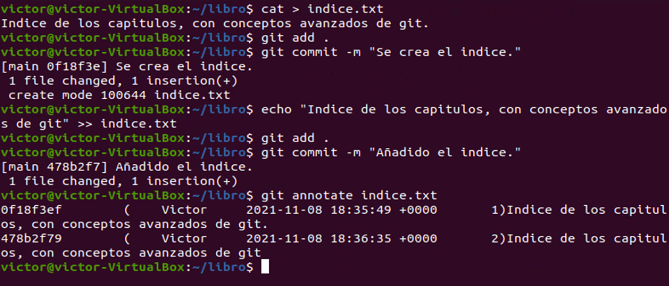 victor@victor-VirtualBox:~/libro$ cat > indice.txt
Indice de los capitulos, con conceptos avanzados de git.
victor@victor-VirtualBox:~/libro$ git add .
victor@victor-VirtualBox:~/libro$ git commit -m "Se crea el indice."
[main 0f18f3e] Se crea el indice.
 1 file changed, 1 insertion(+)
 create mode 100644 indice.txt
victor@victor-VirtualBox:~/libro$ echo "Indice de los capitulos, con conceptos avanzado
s de git" >> indice.txt
victor@victor-VirtualBox:~/libro$ git add .
victor@victor-VirtualBox:~/libro$ git commit -m "Añadido el indice."
[main 478b2f7] Añadido el indice.
 1 file changed, 1 insertion(+)
victor@victor-VirtualBox:~/libro$ git annotate indice.txt
0f18f3ef        (    Victor     2021-11-08 18:35:49 +0000       1)Indice de los capitul
os, con conceptos avanzados de git.
478b2f79        (    Victor     2021-11-08 18:36:35 +0000       2)Indice de los capitul
os, con conceptos avanzados de git
victor@victor-VirtualBox:~/libro$